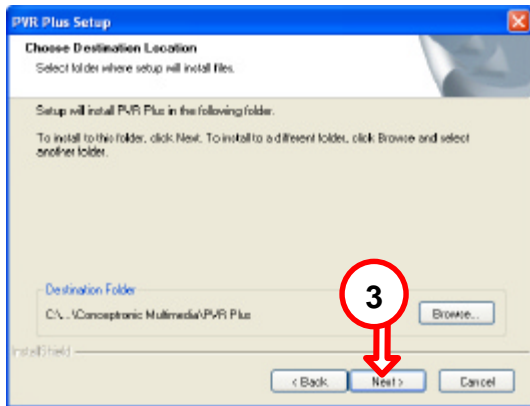 PVR Plus Setup
Choose Destination Location
Select folder where setup will install files.
Setup will install PVR Plus in the following folder.
To install to this folder, click Next. To install to a different folder, click Browse and select
another folder.
Destination Folder
C:\...\Conceptronic Multimedia\PVR Plus
3
Browse...
InstallShield
< Back
Next >
Cancel